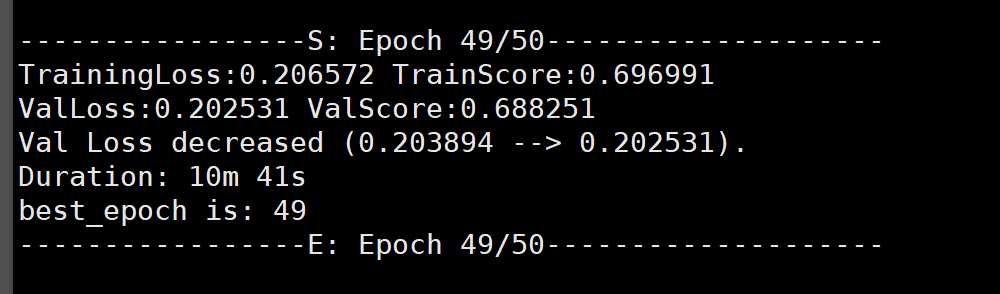 ------------------S: Epoch 49/50--------------------
TrainingLoss:0.206572 TrainScore:0.696991
ValLoss:0.202531 ValScore:0.688251
Val Loss decreased (0.203894 --> 0.202531).
Duration: 10m 41s
best_epoch is: 49
------------------E: Epoch 49/50--------------------